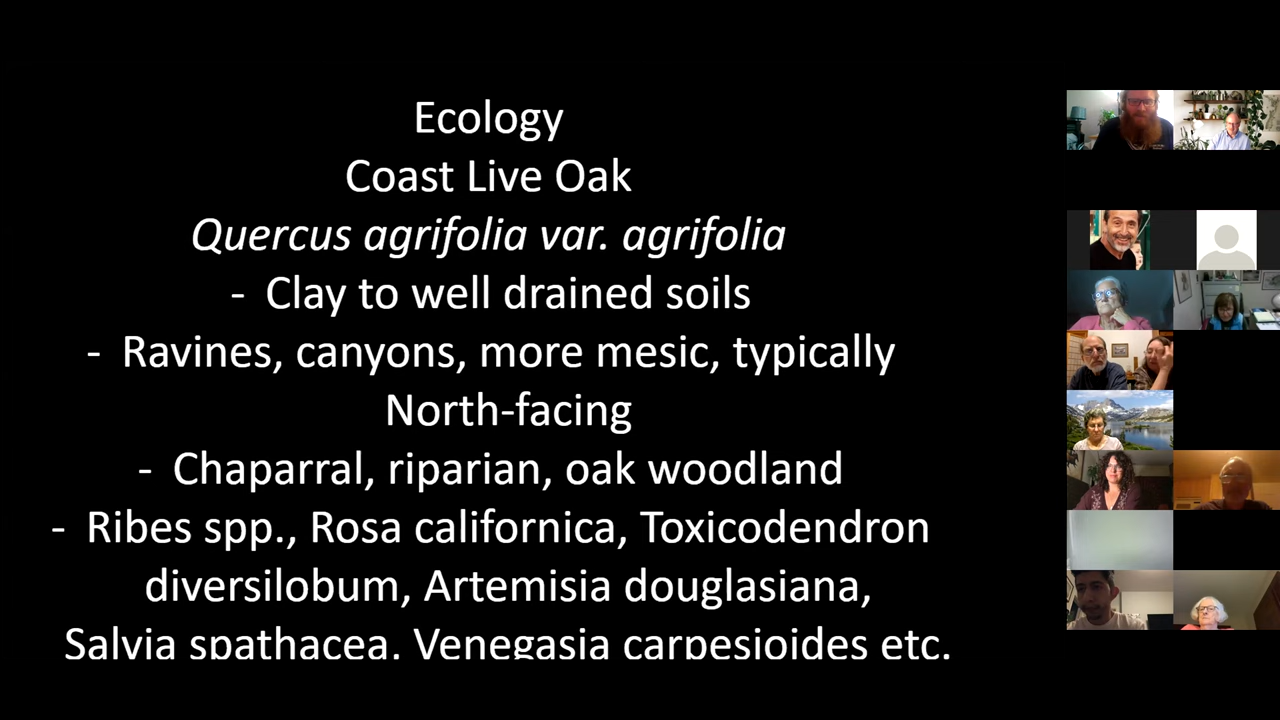 Ecology
Coast Live Oak
Quercus agrifolia var. agrifolia
- Clay to well drained soils
- Ravines, canyons, more mesic, typically
North-facing
- Chaparral, riparian, oak woodland
- Ribes spp., Rosa californica, Toxicodendron
diversilobum, Artemisia douglasiana,
Salvia spathacea, Venegasia carpesioides etc.